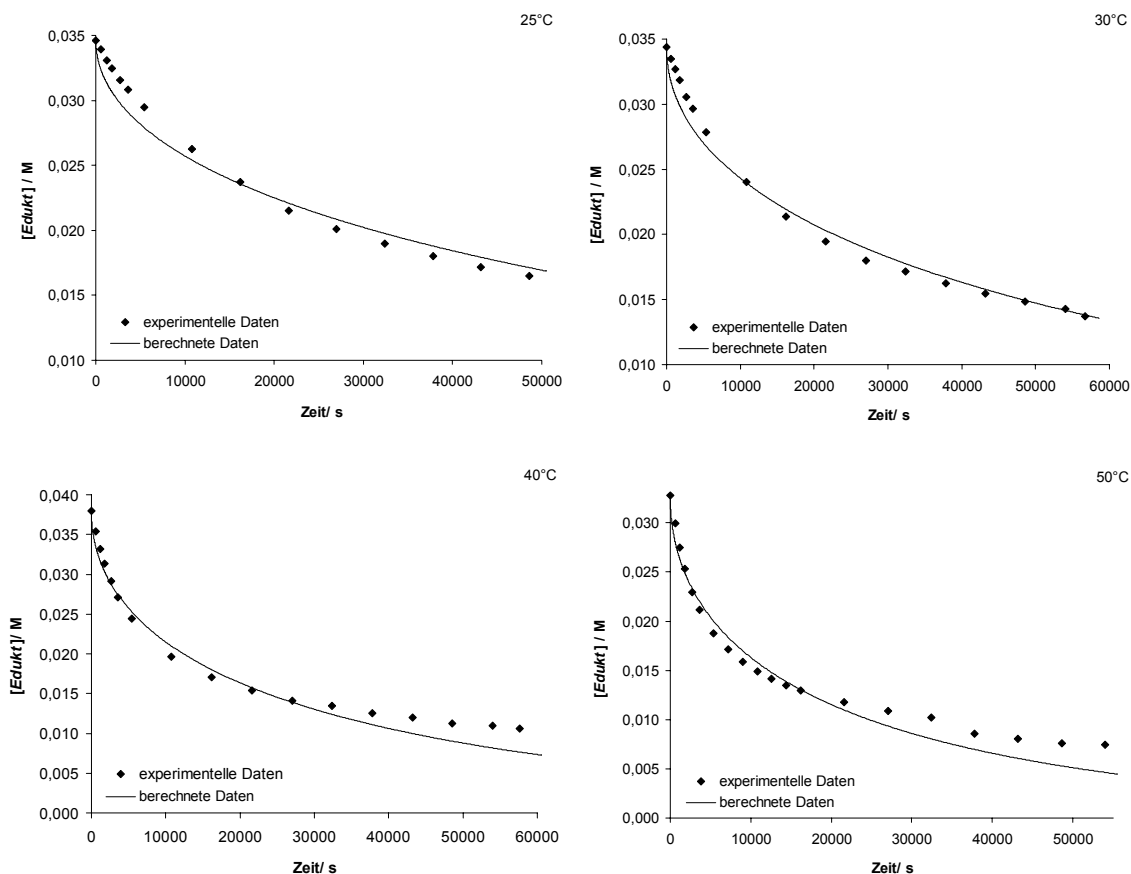 25°C
0,035
0,030
0,025
0,020
0,015
0,010
[Edukt] / M
experimentelle Daten
berechnete Daten
0 10000 20000 30000 40000 50000
Zeit/ s
30°C
0,035
0,030
0,025
0,020
0,015
0,010
[Edukt] / M
experimentelle Daten
berechnete Daten
0 10000 20000 30000 40000 50000 60000
Zeit/ s
40°C
0,040
0,035
0,030
0,025
0,020
0,015
0,010
0,005
0,000
[Edukt]/ M
experimentelle Daten
berechnete Daten
0 10000 20000 30000 40000 50000 60000
Zeit/ s
50°C
0,030
0,025
0,020
0,015
0,010
0,005
0,000
[Edukt] / M
experimentelle Daten
berechnete Daten
0 10000 20000 30000 40000 50000
Zeit/ s